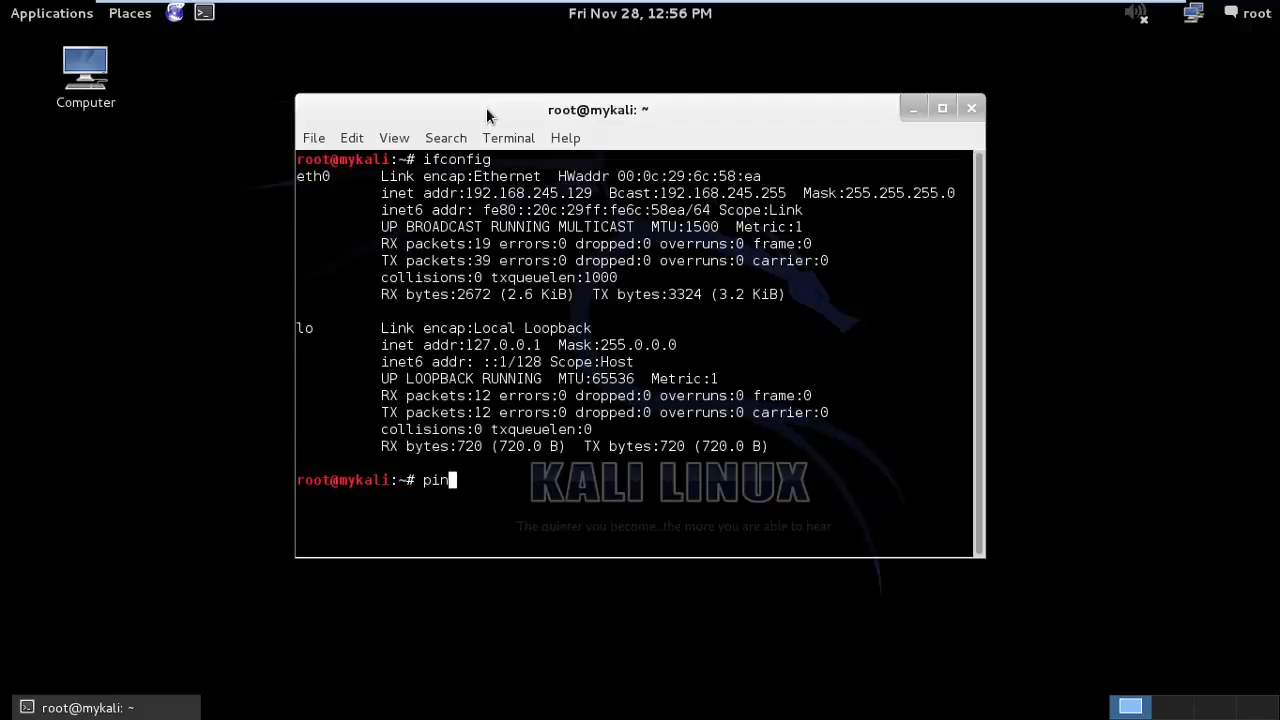 Applications Places Fri Nov 28, 12:56 PM root
Computer
root@mykali: ~
File Edit View Search Terminal Help
root@mykali:~# ifconfig
eth0 Link encap:Ethernet HWaddr 00:0c:29:6c:58:ea
inet addr:192.168.245.129 Bcast:192.168.245.255 Mask:255.255.255.0
inet6 addr: fe80::20c:29ff:fe6c:58ea/64 Scope:Link
UP BROADCAST RUNNING MULTICAST MTU:1500 Metric:1
RX packets:19 errors:0 dropped:0 overruns:0 frame:0
TX packets:39 errors:0 dropped:0 overruns:0 carrier:0
collisions:0 txqueuelen:1000
RX bytes:2672 (2.6 KiB) TX bytes:3324 (3.2 KiB)
lo Link encap:Local Loopback
inet addr:127.0.0.1 Mask:255.0.0.0
inet6 addr: ::1/128 Scope:Host
UP LOOPBACK RUNNING MTU:65536 Metric:1
RX packets:12 errors:0 dropped:0 overruns:0 frame:0
TX packets:12 errors:0 dropped:0 overruns:0 carrier:0
collisions:0 txqueuelen:0
RX bytes:720 (720.0 B) TX bytes:720 (720.0 B)
root@mykali:~# pin
KALI LINUX
The quieter you become, the more you are able to hear
root@mykali: ~